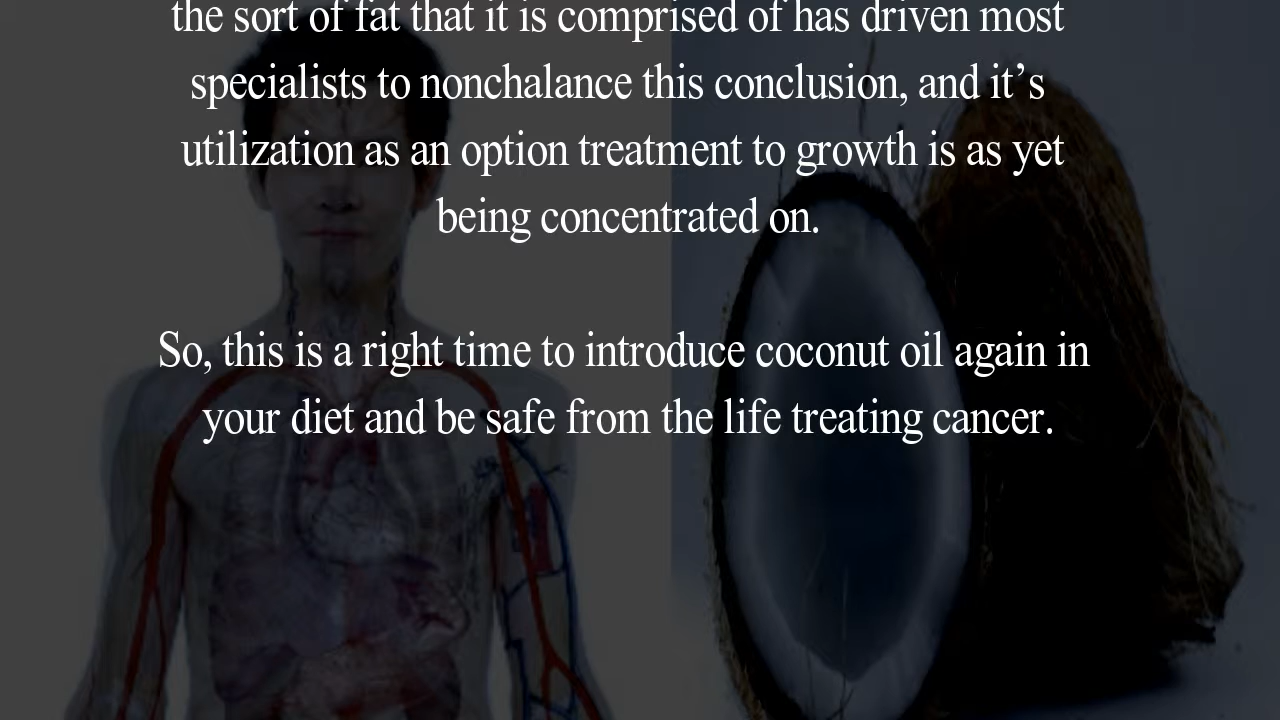 the sort of fat that it is comprised of has driven most
specialists to nonchalance this conclusion, and it’s
utilization as an option treatment to growth is as yet
being concentrated on.
So, this is a right time to introduce coconut oil again in
your diet and be safe from the life treating cancer.